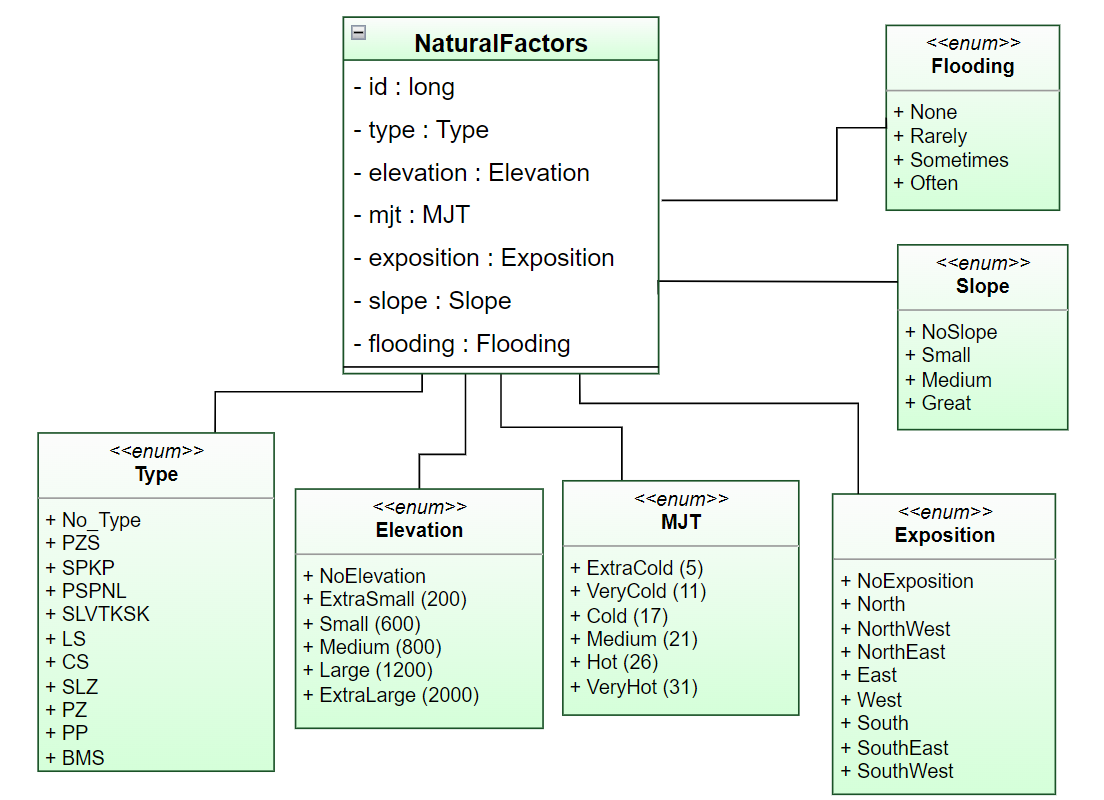 NaturalFactors
- id : long
- type : Type
- elevation : Elevation
- mjt : MJT
- exposition : Exposition
- slope : Slope
- flooding : Flooding
<<enum>>
Flooding
+ None
+ Rarely
+ Sometimes
+ Often
<<enum>>
Slope
+ NoSlope
+ Small
+ Medium
+ Great
<<enum>>
Type
+ No_Type
+ PZS
+ SPKP
+ PSPNL
+ SLVTKSK
+ LS
+ CS
+ SLZ
+ PZ
+ PP
+ BMS
<<enum>>
Elevation
+ NoElevation
+ ExtraSmall (200)
+ Small (600)
+ Medium (800)
+ Large (1200)
+ ExtraLarge (2000)
<<enum>>
MJT
+ ExtraCold (5)
+ VeryCold (11)
+ Cold (17)
+ Medium (21)
+ Hot (26)
+ VeryHot (31)
<<enum>>
Exposition
+ NoExposition
+ North
+ NorthWest
+ NorthEast
+ East
+ West
+ South
+ SouthEast
+ SouthWest